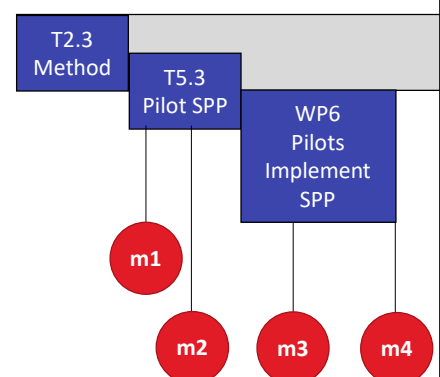 T2.3
Method
T5.3
Pilot SPP
WP6
Pilots
Implement
SPP
m1
m2
m3
m4